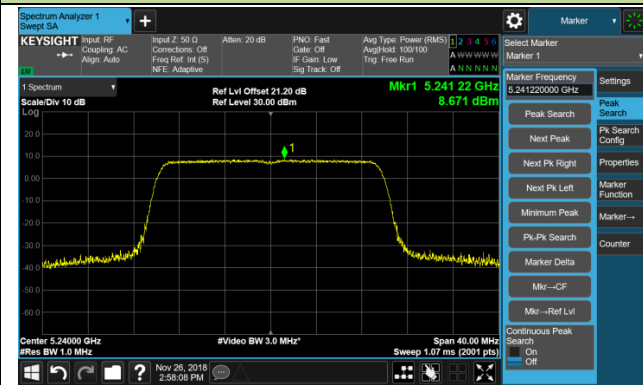 Spectrum Analyzer 1
Swept SA
Marker
KEYSIGHT
Input: RF
Coupling: AC
Align: Auto
Input Z: 50 Ω
Corrections: Off
Freq Ref: Int (S)
NFE: Adaptive
Atten: 20 dB
PNO: Fast
Gate: Off
IF Gain: Low
Sig Track: Off
Avg Type: Power (RMS)
Avg|Hold: 100/100
Trig: Free Run
1 2 3 4 5 6
A W W W W W
A N N N N N
LXI
Select Marker
Marker 1
1 Spectrum
Scale/Div 10 dB
Log
Ref Lvl Offset 21.20 dB
Ref Level 30.00 dBm
Mkr1 5.241 22 GHz
8.671 dBm
Marker Frequency
5.241220000 GHz
Peak Search
Next Peak
Next Pk Right
Next Pk Left
Minimum Peak
Pk-Pk Search
Marker Delta
Mkr→CF
Mkr→Ref Lvl
Continuous Peak
Search
On
Off
Settings
Peak
Search
Pk Search
Config
Properties
Marker
Function
Marker→
Counter
20.0
10.0
0.00
-10.0
-20.0
-30.0
-40.0
-50.0
-60.0
1
Center 5.24000 GHz
#Res BW 1.0 MHz
#Video BW 3.0 MHz*
Span 40.00 MHz
Sweep 1.07 ms (2001 pts)
Nov 26, 2018
2:58:08 PM